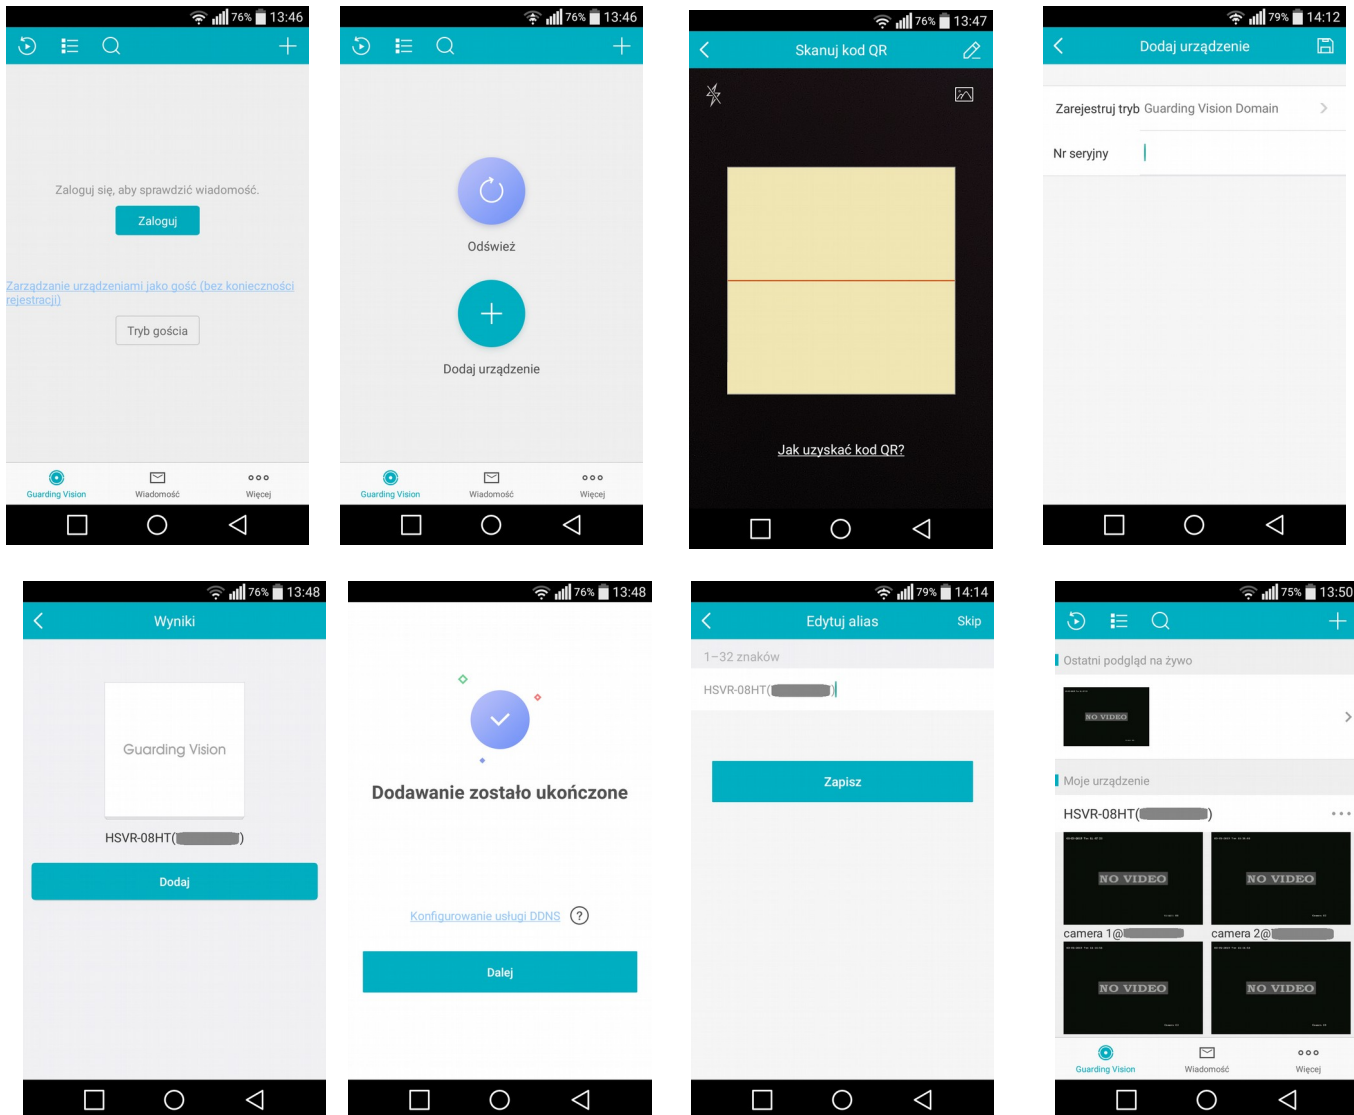 76% 13:46
Zaloguj się, aby sprawdzić wiadomość.
Zaloguj
Zarządzanie urządzeniami jako gość (bez konieczności
rejestracji)
Tryb gościa
Guarding Vision Wiadomość Więcej
76% 13:46
Odśwież
Dodaj urządzenie
Guarding Vision Wiadomość Więcej
76% 13:47
Skanuj kod QR
Jak uzyskać kod QR?
79% 14:12
Dodaj urządzenie
Zarejestruj tryb Guarding Vision Domain
Nr seryjny
76% 13:48
Wyniki
Guarding Vision
HSVR-08HT( )
Dodaj
76% 13:48
Dodawanie zostało ukończone
Konfigurowanie usługi DDNS ?
Dalej
79% 14:14
Edytuj alias Skip
1–32 znaków
HSVR-08HT( )
Zapisz
75% 13:50
Ostatni podgląd na żywo
NO VIDEO
Moje urządzenie
HSVR-08HT( )
NO VIDEO NO VIDEO
camera 1@ camera 2@
NO VIDEO NO VIDEO
Guarding Vision Wiadomość Więcej